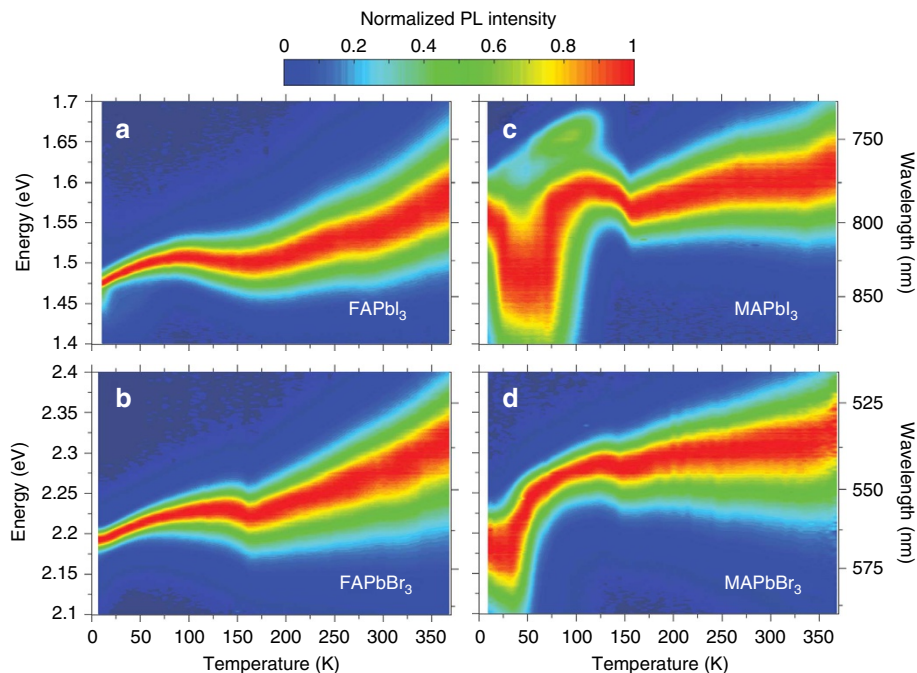 Normalized PL intensity
0 0.2 0.4 0.6 0.8 1
a
c
1.7
1.65
1.6
1.55
1.5
1.45
1.4
Energy (eV)
FAPbI3
MAPbI3
750
800
850
Wavelength (nm)
b
d
2.4
2.35
2.3
2.25
2.2
2.15
2.1
Energy (eV)
FAPbBr3
MAPbBr3
525
550
575
Wavelength (nm)
0 50 100 150 200 250 300 350
0 50 100 150 200 250 300 350
Temperature (K)
Temperature (K)